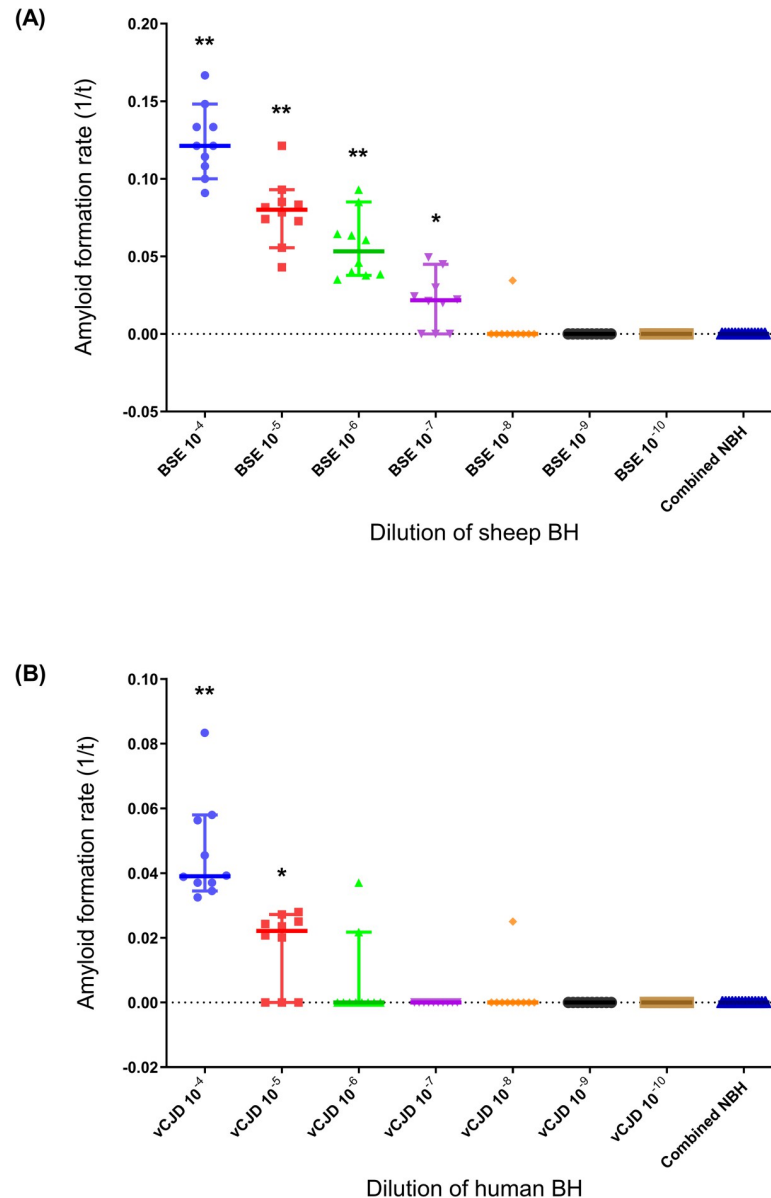 (A)
Amyloid formation rate (1/t)
0.20
0.15
0.10
0.05
0.00
-0.05
**
**
**
*
BSE 10⁻⁴
BSE 10⁻⁵
BSE 10⁻⁶
BSE 10⁻⁷
BSE 10⁻⁸
BSE 10⁻⁹
BSE 10⁻¹⁰
Combined NBH
Dilution of sheep BH
(B)
Amyloid formation rate (1/t)
0.10
0.08
0.06
0.04
0.02
0.00
-0.02
**
*
vCJD 10⁻⁴
vCJD 10⁻⁵
vCJD 10⁻⁶
vCJD 10⁻⁷
vCJD 10⁻⁸
vCJD 10⁻⁹
vCJD 10⁻¹⁰
Combined NBH
Dilution of human BH